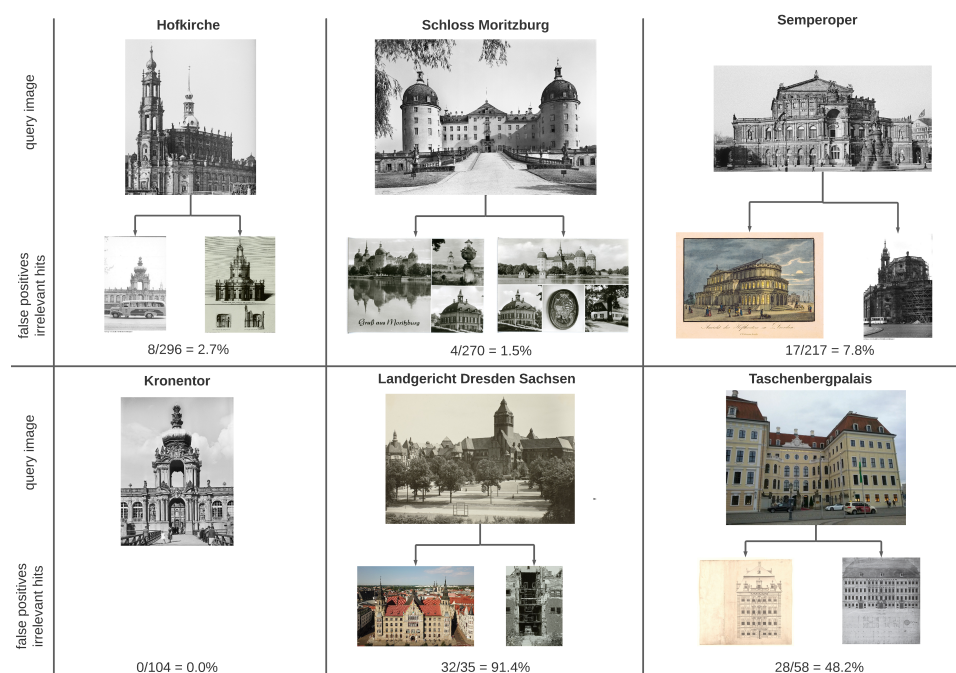 Hofkirche
Schloss Moritzburg
Semperoper
query image
false positives
irrelevant hits
Gruß aus Moritzburg
8/296 = 2.7%
4/270 = 1.5%
17/217 = 7.8%
Kronentor
Landgericht Dresden Sachsen
Taschenbergpalais
query image
false positives
irrelevant hits
0/104 = 0.0%
32/35 = 91.4%
28/58 = 48.2%